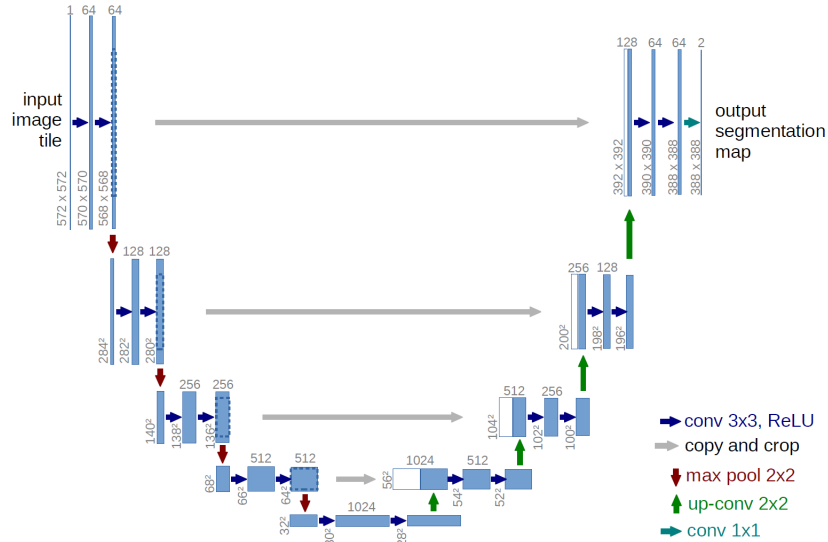 1 64 64
128 64 64 2
input
image
tile
output
segmentation
map
572 x 572
570 x 570
568 x 568
392 x 392
390 x 390
388 x 388
388 x 388
128 128
256 128
284²
282²
280²
200²
198²
196²
256 256
512 256
140²
138²
136²
104²
102²
100²
512 512
1024 512
68²
66²
64²
56²
54²
52²
1024
32²
28²
conv 3x3, ReLU
copy and crop
max pool 2x2
up-conv 2x2
conv 1x1